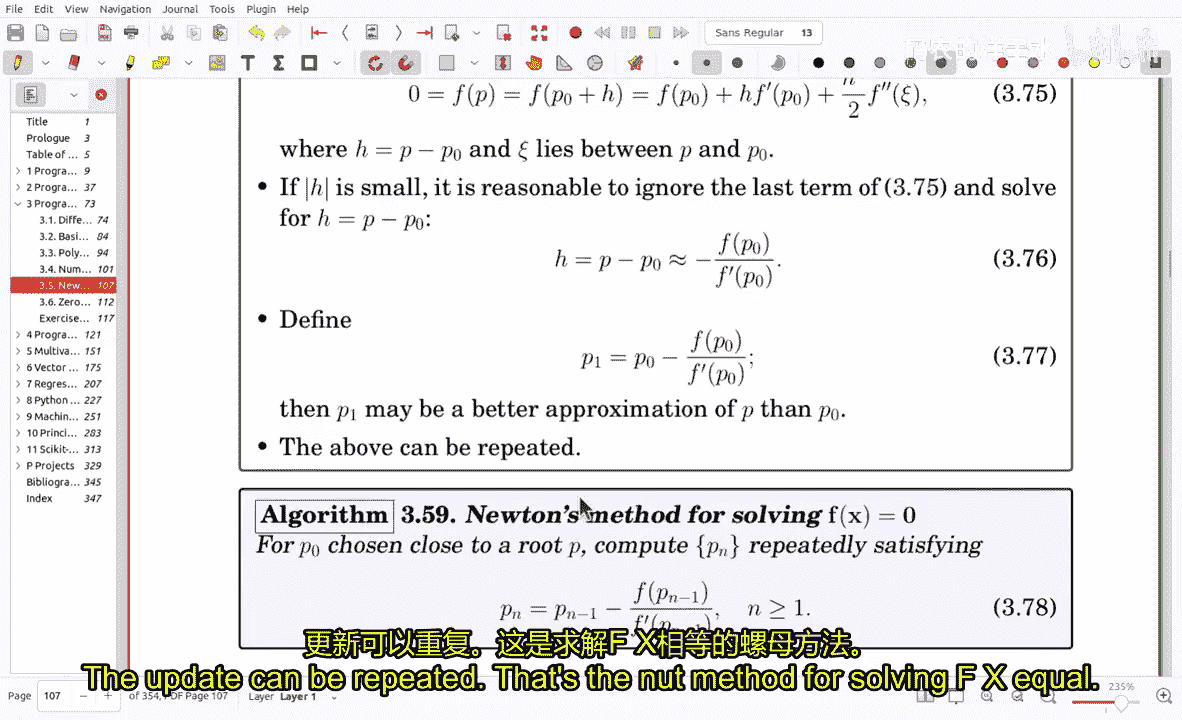 File Edit View Navigation Journal Tools Plugin Help
Sans Regular 13
Title 1
Prologue 3
Table of ... 5
1 Progra... 9
2 Progra... 37
3 Progra... 73
3.1. Diffe... 74
3.2. Basi... 84
3.3. Poly... 94
3.4. Num... 101
3.5. New... 107
3.6. Zero... 112
Exercise... 117
4 Progra... 121
5 Multiva... 151
6 Vector ... 175
7 Regres... 207
8 Python ... 227
9 Machin... 251
10 Princi... 283
11 Scikit-... 313
P Projects 329
Bibliogra... 345
Index 347
0 = f(p) = f(p₀ + h) = f(p₀) + hf′(p₀) + h²/2 f″(ξ), (3.75)
where h = p − p₀ and ξ lies between p and p₀.
• If |h| is small, it is reasonable to ignore the last term of (3.75) and solve
for h = p − p₀:
h = p − p₀ ≈ − f(p₀)/f′(p₀). (3.76)
• Define
p₁ = p₀ − f(p₀)/f′(p₀); (3.77)
then p₁ may be a better approximation of p than p₀.
• The above can be repeated.
Algorithm 3.59. Newton's method for solving f(x) = 0
For p₀ chosen close to a root p, compute {pₙ} repeatedly satisfying
pₙ = pₙ₋₁ − f(pₙ₋₁)/f′(pₙ₋₁), n ≥ 1. (3.78)
更新可以重复。这是求解F X相等的螺母方法。
The update can be repeated. That's the nut method for solving F X equal.
Page 107 of 354, PDF Page 107 Layer Layer 1 235%